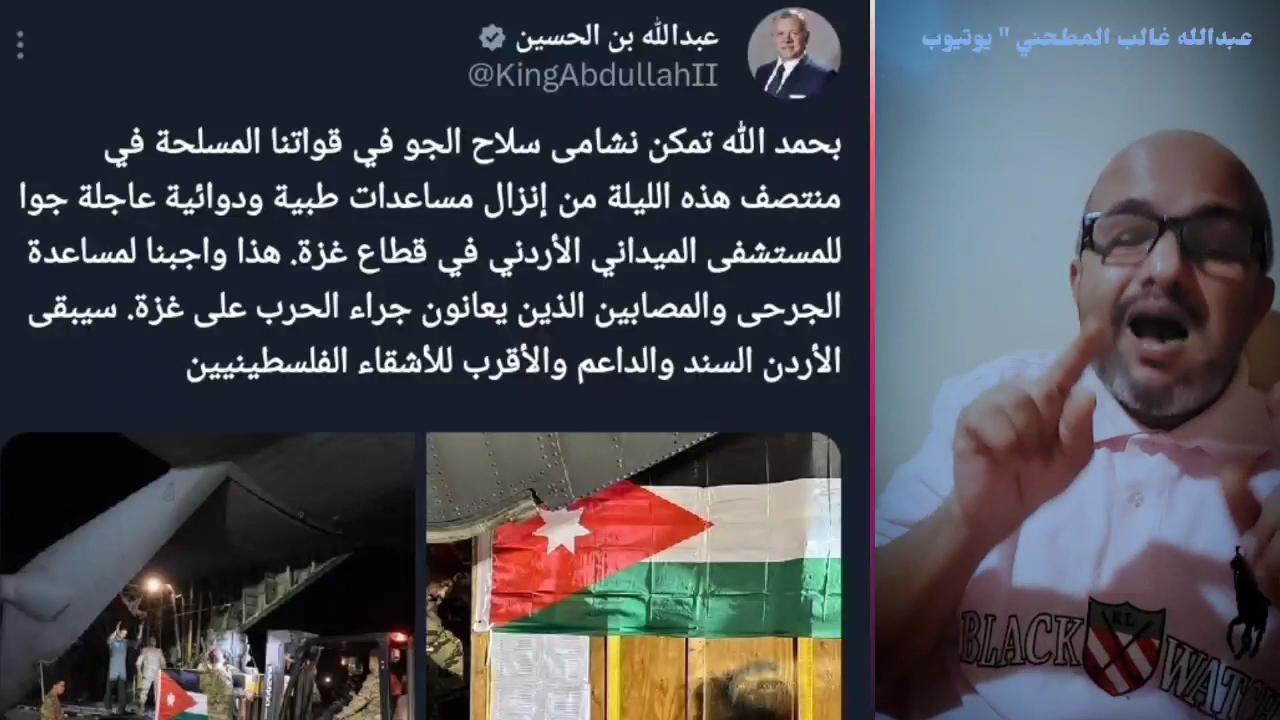 عبدالله بن الحسين
@KingAbdullahII
بحمد الله تمكن نشامى سلاح الجو في قواتنا المسلحة في
منتصف هذه الليلة من إنزال مساعدات طبية ودوائية عاجلة جوا
للمستشفى الميداني الأردني في قطاع غزة. هذا واجبنا لمساعدة
الجرحى والمصابين الذين يعانون جراء الحرب على غزة. سيبقى
الأردن السند والداعم والأقرب للأشقاء الفلسطينيين
عبدالله غالب المطحني " يوتيوب
RL
BLACK WATCH